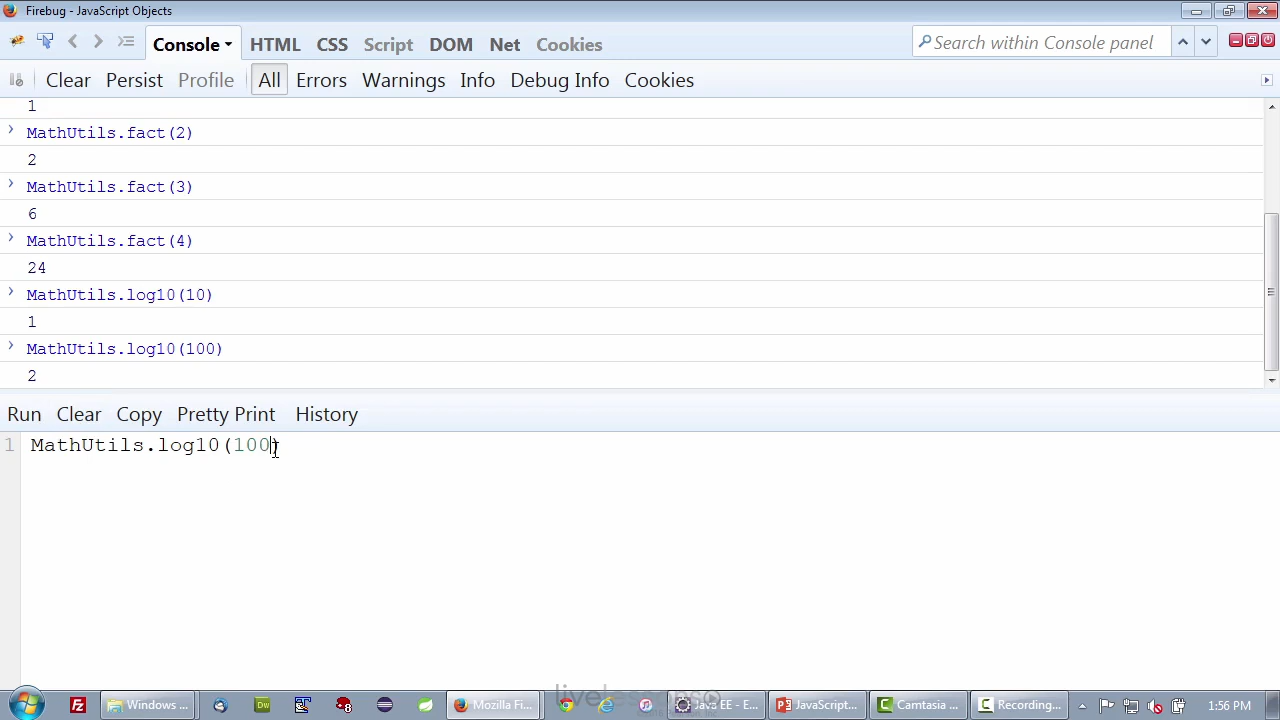 Firebug - JavaScript Objects
Console HTML CSS Script DOM Net Cookies Search within Console panel
Clear Persist Profile All Errors Warnings Info Debug Info Cookies
1
MathUtils.fact(2)
2
MathUtils.fact(3)
6
MathUtils.fact(4)
24
MathUtils.log10(10)
1
MathUtils.log10(100)
2
Run Clear Copy Pretty Print History
1 MathUtils.log10(100)
livelessons
Windows ... Mozilla Fi... Java EE - E... JavaScript... Camtasia ... Recording... 1:56 PM